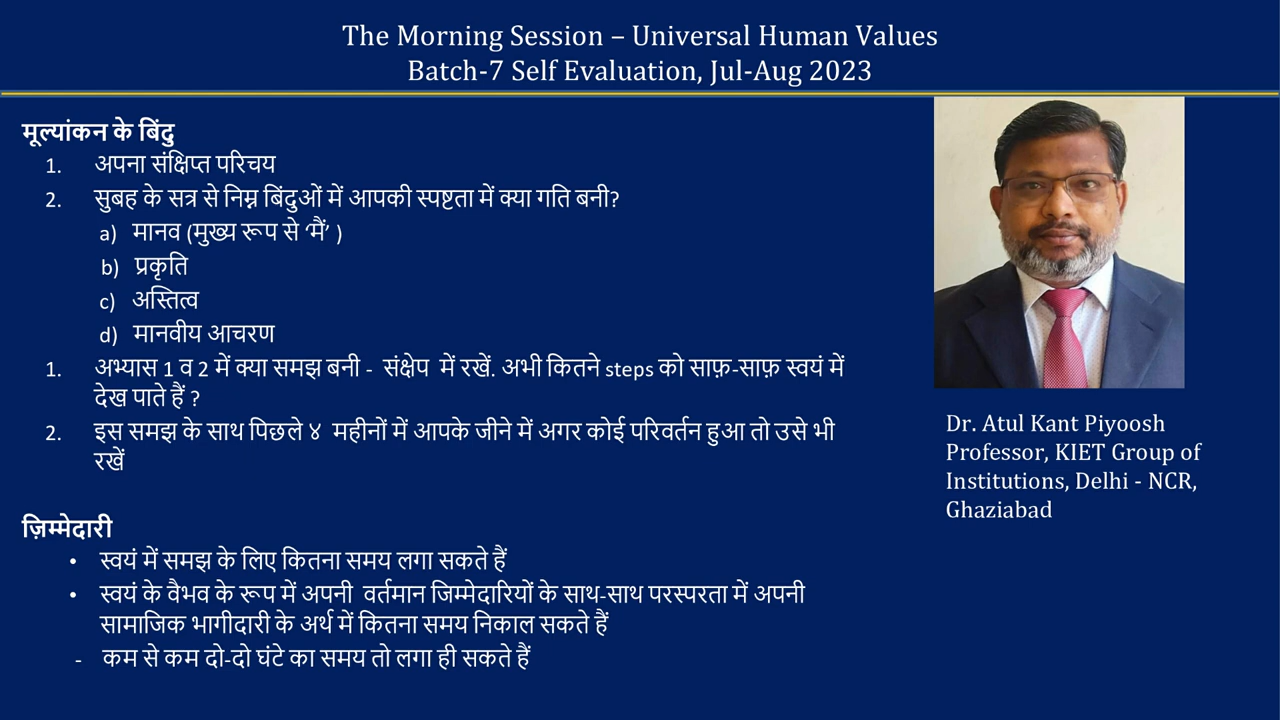 The Morning Session – Universal Human Values
Batch-7 Self Evaluation, Jul-Aug 2023
मूल्यांकन के बिंदु
1. अपना संक्षिप्त परिचय
2. सुबह के सत्र से निम्न बिंदुओं में आपकी स्पष्टता में क्या गति बनी?
a) मानव (मुख्य रूप से ‘मैं’ )
b) प्रकृति
c) अस्तित्व
d) मानवीय आचरण
1. अभ्यास 1 व 2 में क्या समझ बनी - संक्षेप में रखें. अभी कितने steps को साफ़-साफ़ स्वयं में
देख पाते हैं ?
2. इस समझ के साथ पिछले ४ महीनों में आपके जीने में अगर कोई परिवर्तन हुआ तो उसे भी
रखें
ज़िम्मेदारी
• स्वयं में समझ के लिए कितना समय लगा सकते हैं
• स्वयं के वैभव के रूप में अपनी वर्तमान जिम्मेदारियों के साथ-साथ परस्परता में अपनी
सामाजिक भागीदारी के अर्थ में कितना समय निकाल सकते हैं
- कम से कम दो-दो घंटे का समय तो लगा ही सकते हैं
Dr. Atul Kant Piyoosh
Professor, KIET Group of
Institutions, Delhi - NCR,
Ghaziabad